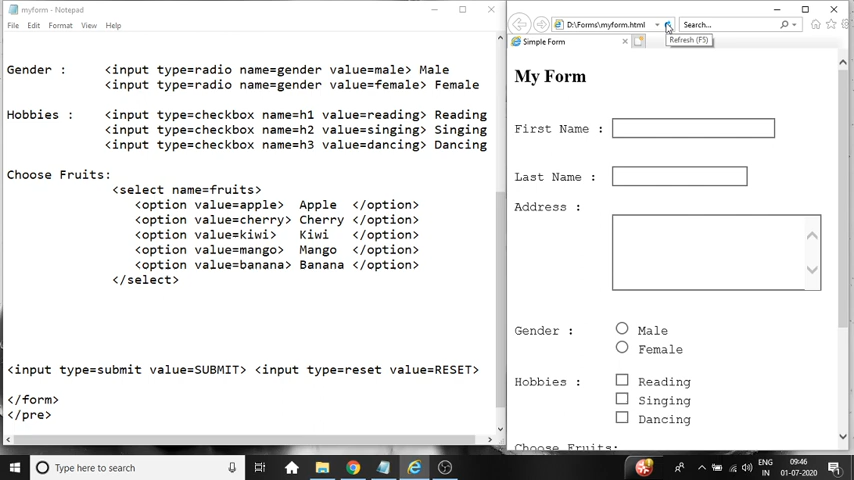 myform - Notepad
File Edit Format View Help
Gender : <input type=radio name=gender value=male> Male
<input type=radio name=gender value=female> Female
Hobbies : <input type=checkbox name=h1 value=reading> Reading
<input type=checkbox name=h2 value=singing> Singing
<input type=checkbox name=h3 value=dancing> Dancing
Choose Fruits:
<select name=fruits>
<option value=apple> Apple </option>
<option value=cherry> Cherry </option>
<option value=kiwi> Kiwi </option>
<option value=mango> Mango </option>
<option value=banana> Banana </option>
</select>
<input type=submit value=SUBMIT> <input type=reset value=RESET>
</form>
</pre>
D:\Forms\myform.html
Search...
Refresh (F5)
Simple Form
My Form
First Name :
Last Name :
Address :
Gender : Male
Female
Hobbies : Reading
Singing
Dancing
Choose Fruits:
Type here to search
ENG
IN
09:46
01-07-2020